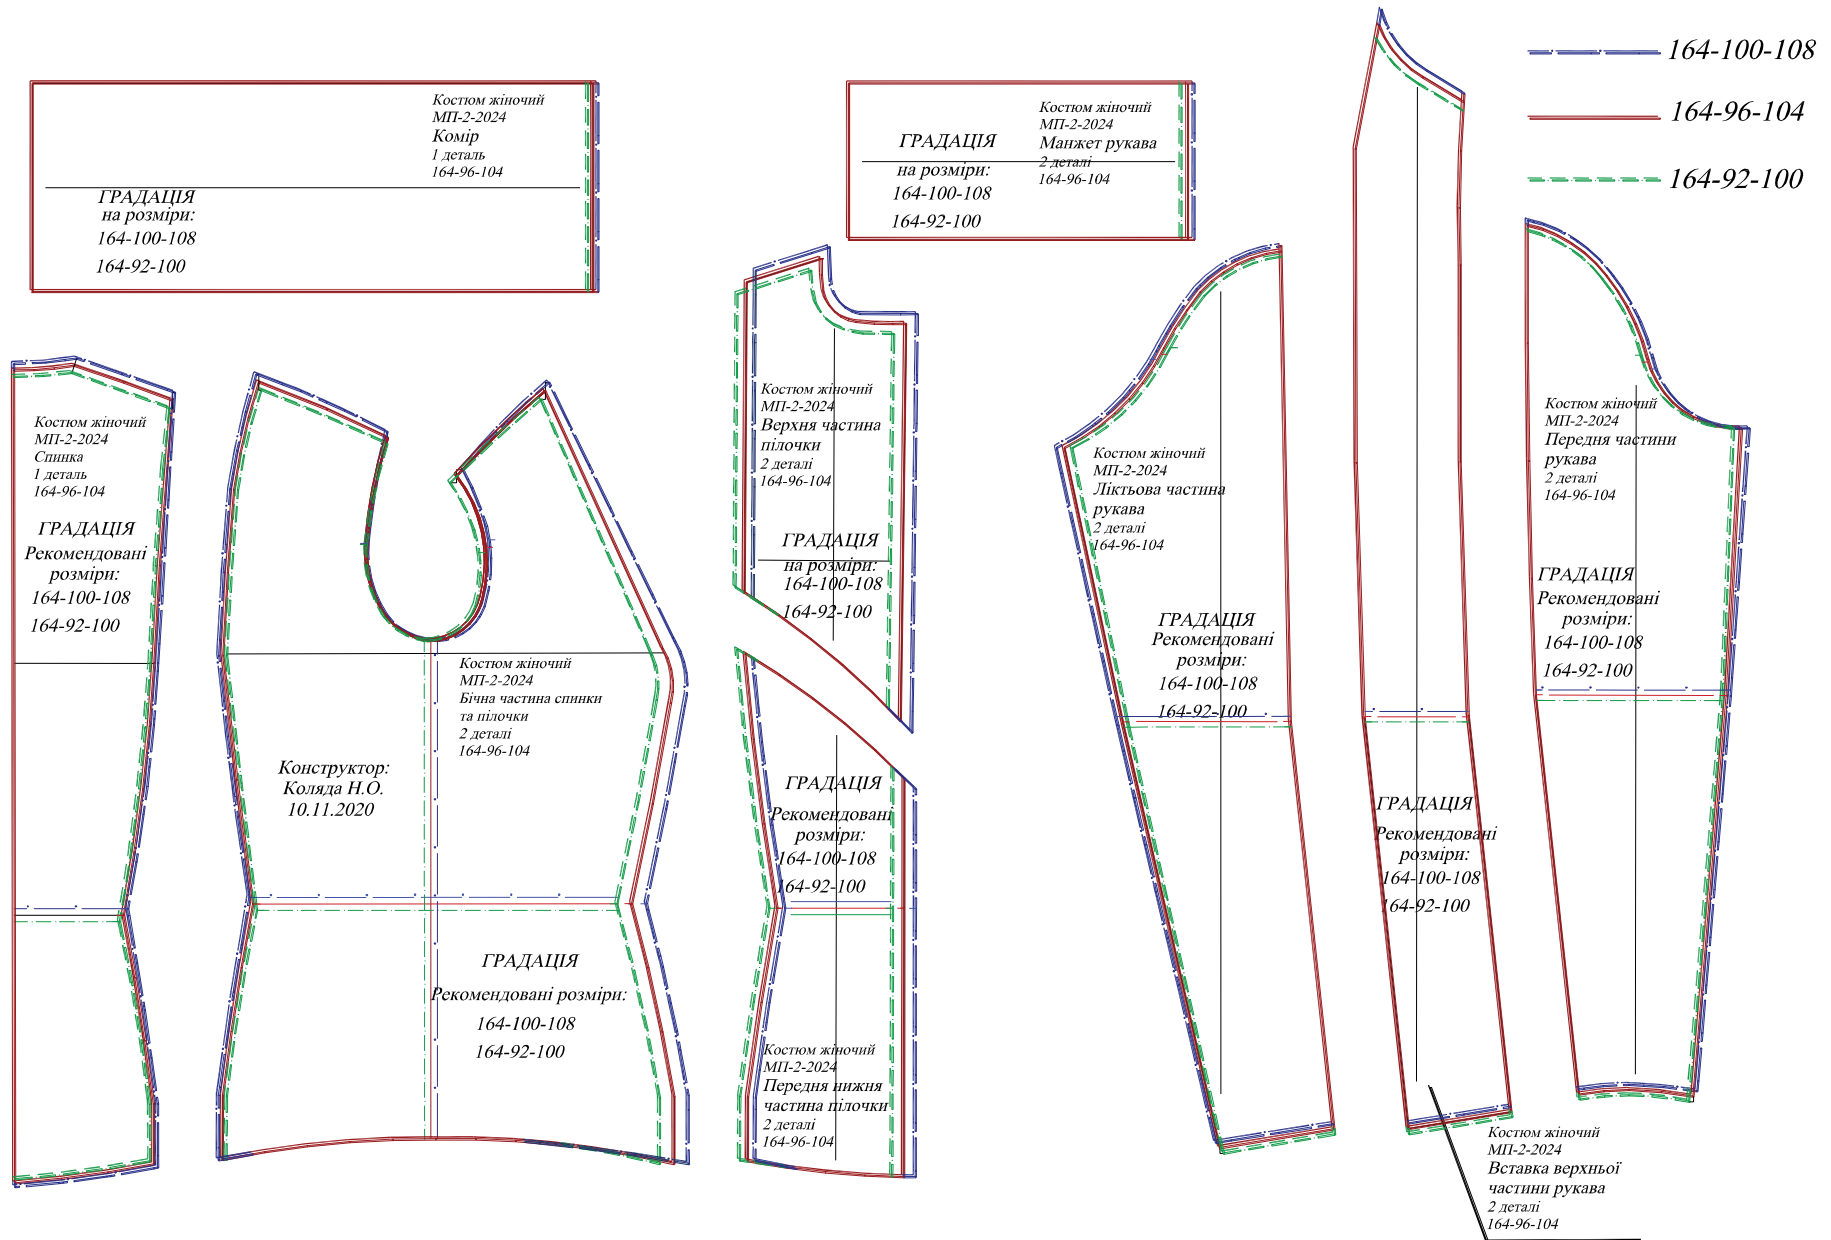 164-100-108
164-96-104
164-92-100
Костюм жіночий
МП-2-2024
Комір
1 деталь
164-96-104
ГРАДАЦІЯ
на розміри:
164-100-108
164-92-100
ГРАДАЦІЯ
на розміри:
164-100-108
164-92-100
Костюм жіночий
МП-2-2024
Манжет рукава
2 деталі
164-96-104
Костюм жіночий
МП-2-2024
Спинка
1 деталь
164-96-104
ГРАДАЦІЯ
Рекомендовані
розміри:
164-100-108
164-92-100
Костюм жіночий
МП-2-2024
Бічна частина спинки
та пілочки
2 деталі
164-96-104
Конструктор:
Коляда Н.О.
10.11.2020
ГРАДАЦІЯ
Рекомендовані розміри:
164-100-108
164-92-100
Костюм жіночий
МП-2-2024
Верхня частина
пілочки
2 деталі
164-96-104
ГРАДАЦІЯ
на розміри:
164-100-108
164-92-100
ГРАДАЦІЯ
Рекомендовані
розміри:
164-100-108
164-92-100
Костюм жіночий
МП-2-2024
Передня нижня
частина пілочки
2 деталі
164-96-104
Костюм жіночий
МП-2-2024
Ліктьова частина
рукава
2 деталі
164-96-104
ГРАДАЦІЯ
Рекомендовані
розміри:
164-100-108
164-92-100
ГРАДАЦІЯ
Рекомендовані
розміри:
164-100-108
164-92-100
Костюм жіночий
МП-2-2024
Вставка верхньої
частини рукава
2 деталі
164-96-104
Костюм жіночий
МП-2-2024
Передня частини
рукава
2 деталі
164-96-104
ГРАДАЦІЯ
Рекомендовані
розміри:
164-100-108
164-92-100